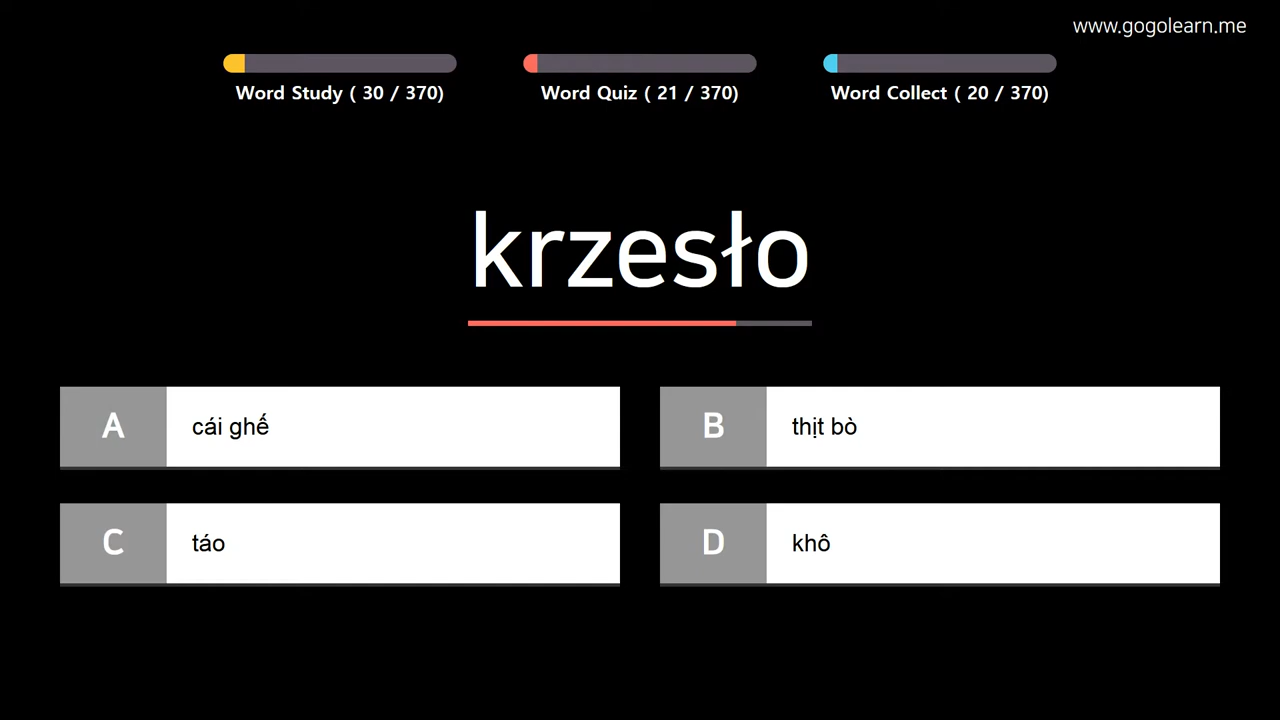 www.gogolearn.me
Word Study ( 30 / 370)
Word Quiz ( 21 / 370)
Word Collect ( 20 / 370)
krzesło
A cái ghế
B thịt bò
C táo
D khô